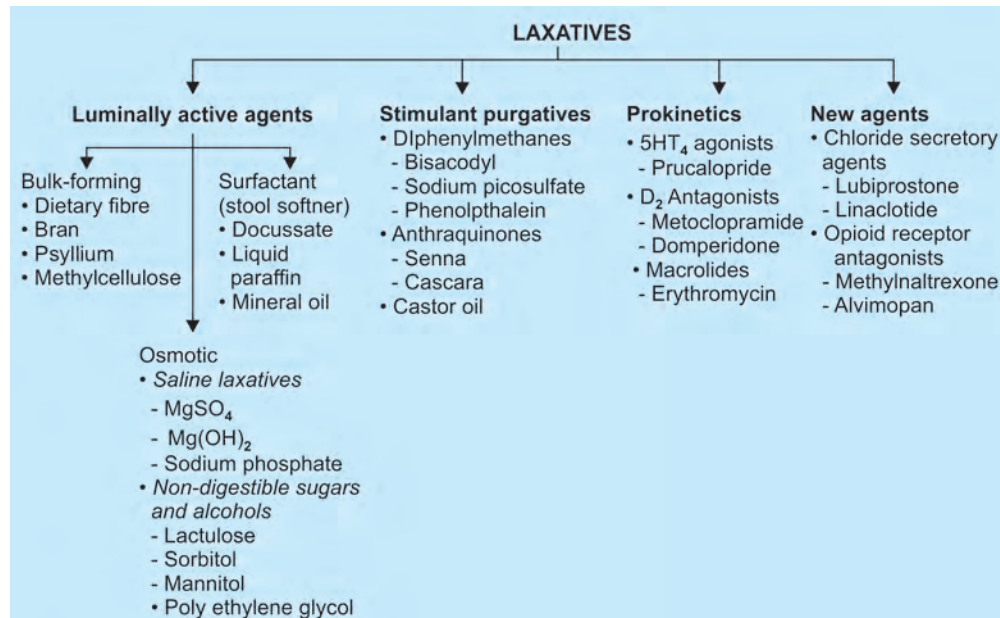 LAXATIVES
Luminally active agents
Bulk-forming
• Dietary fibre
• Bran
• Psyllium
• Methylcellulose
Surfactant
(stool softner)
• Docussate
• Liquid
paraffin
• Mineral oil
Osmotic
• Saline laxatives
- MgSO₄
- Mg(OH)₂
- Sodium phosphate
• Non-digestible sugars
and alcohols
- Lactulose
- Sorbitol
- Mannitol
• Poly ethylene glycol
Stimulant purgatives
• DIphenylmethanes
- Bisacodyl
- Sodium picosulfate
- Phenolpthalein
• Anthraquinones
- Senna
- Cascara
• Castor oil
Prokinetics
• 5HT₄ agonists
- Prucalopride
• D₂ Antagonists
- Metoclopramide
- Domperidone
• Macrolides
- Erythromycin
New agents
• Chloride secretory
agents
- Lubiprostone
- Linaclotide
• Opioid receptor
antagonists
- Methylnaltrexone
- Alvimopan